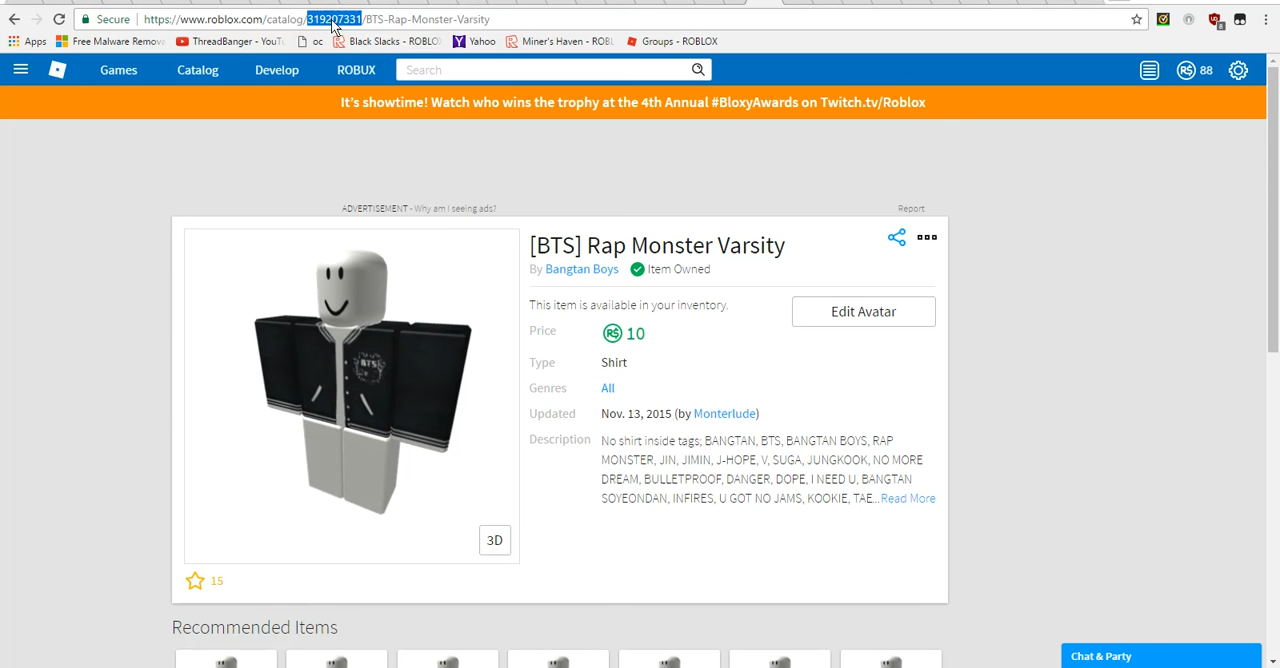 Secure | https://www.roblox.com/catalog/319207331/BTS-Rap-Monster-Varsity
Apps Free Malware Remova ThreadBanger - YouTu oc Black Slacks - ROBLO Yahoo Miner's Haven - ROBL Groups - ROBLOX
Games Catalog Develop ROBUX Search R$ 88
It's showtime! Watch who wins the trophy at the 4th Annual #BloxyAwards on Twitch.tv/Roblox
ADVERTISEMENT - Why am I seeing ads? Report
[BTS] Rap Monster Varsity
By Bangtan Boys Item Owned
This item is available in your inventory.
Edit Avatar
Price R$ 10
Type Shirt
Genres All
Updated Nov. 13, 2015 (by Monterlude)
Description No shirt inside tags; BANGTAN, BTS, BANGTAN BOYS, RAP
MONSTER, JIN, JIMIN, J-HOPE, V, SUGA, JUNGKOOK, NO MORE
DREAM, BULLETPROOF, DANGER, DOPE, I NEED U, BANGTAN
SOYEONDAN, INFIRES, U GOT NO JAMS, KOOKIE, TAE...Read More
BTS
3D
15
Recommended Items
Chat & Party